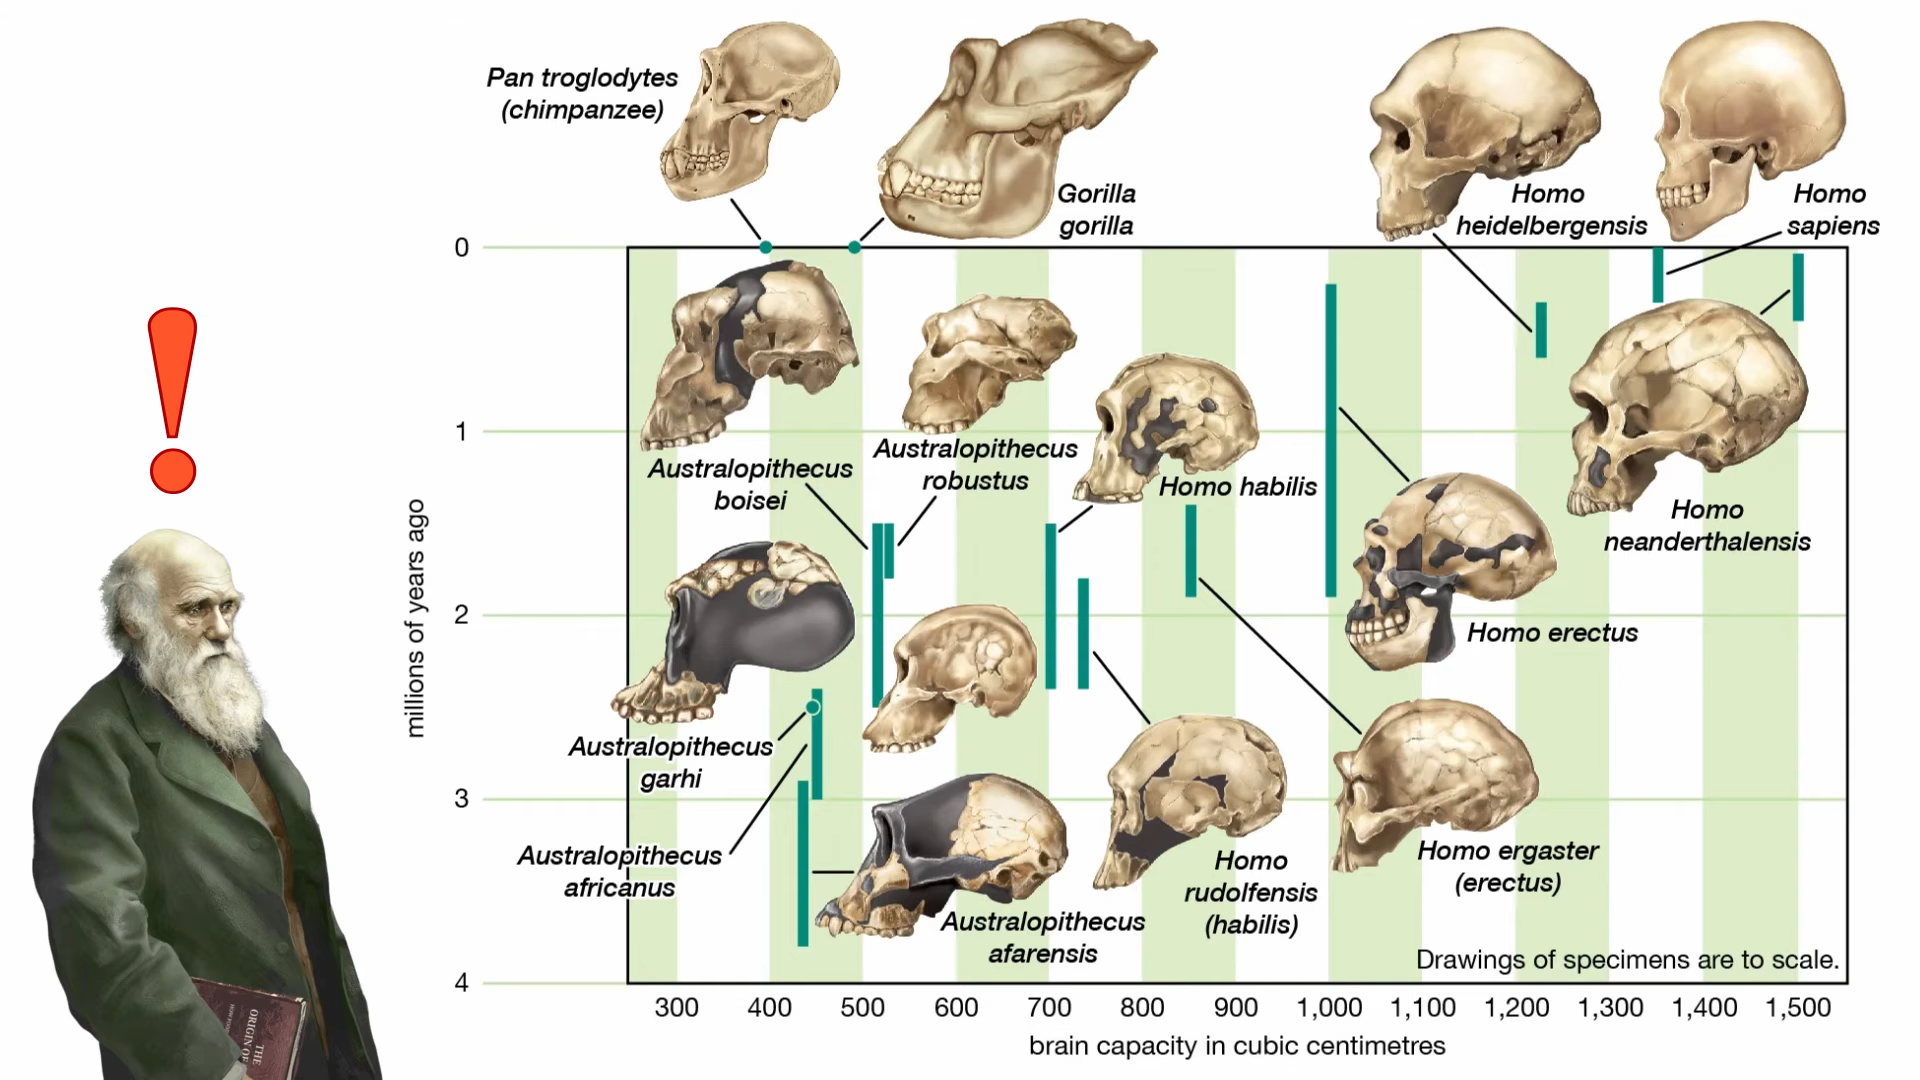 Pan troglodytes
(chimpanzee)
Gorilla
gorilla
Homo
heidelbergensis
Homo
sapiens
0
1
2
3
4
millions of years ago
Australopithecus
boisei
Australopithecus
robustus
Homo habilis
Homo
neanderthalensis
Homo erectus
Australopithecus
garhi
Australopithecus
africanus
Australopithecus
afarensis
Homo
rudolfensis
(habilis)
Homo ergaster
(erectus)
Drawings of specimens are to scale.
300 400 500 600 700 800 900 1,000 1,100 1,200 1,300 1,400 1,500
brain capacity in cubic centimetres
THE
ORIGIN OF